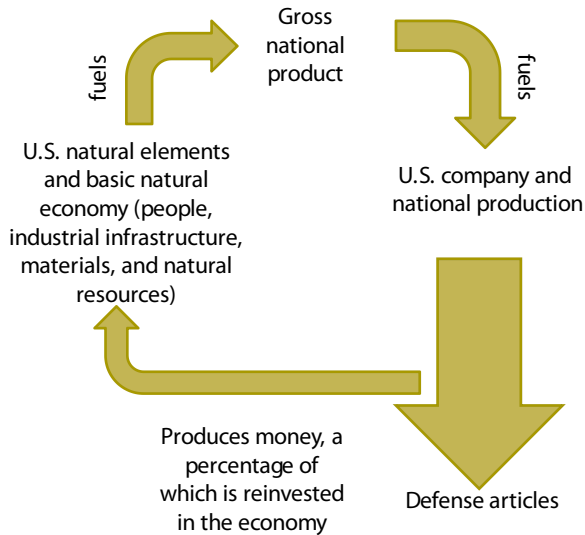 Gross
national
product
fuels
fuels
U.S. natural elements
and basic natural
economy (people,
industrial infrastructure,
materials, and natural
resources)
U.S. company and
national production
Produces money, a
percentage of
which is reinvested
in the economy
Defense articles